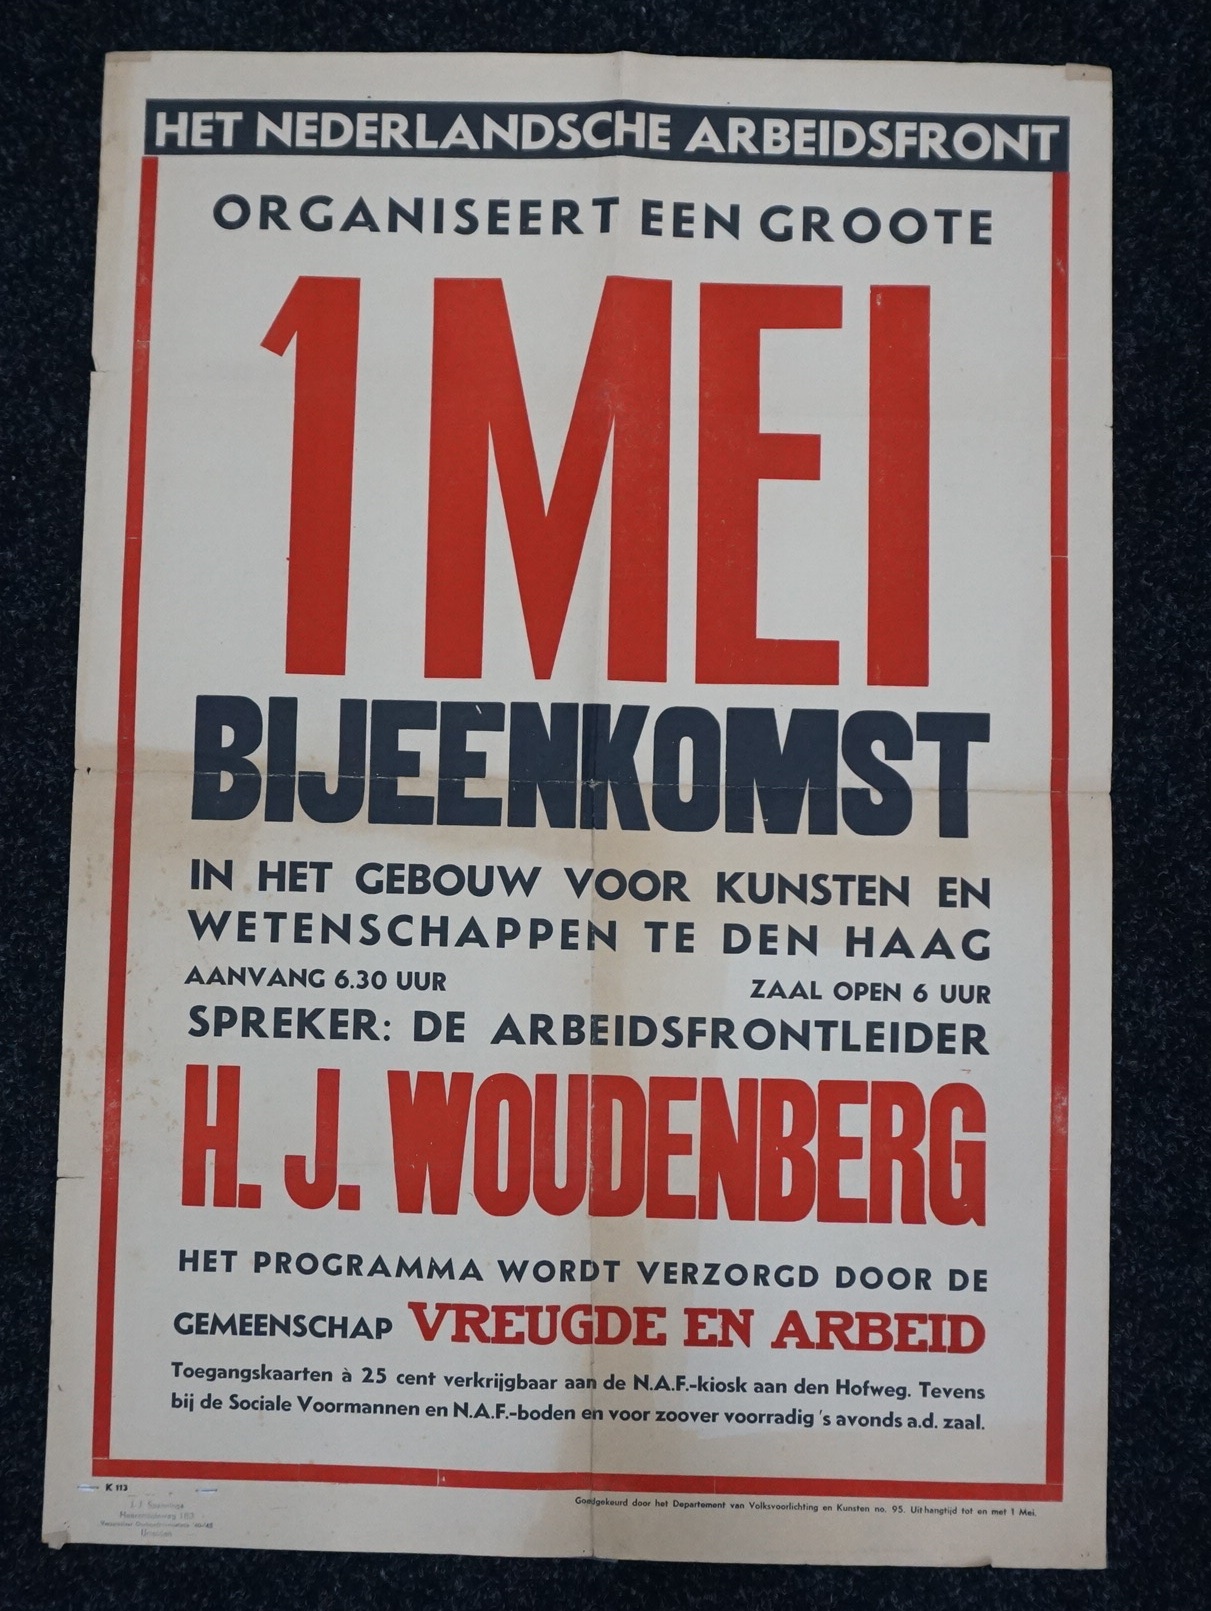 HET NEDERLANDSCHE ARBEIDSFRONT
ORGANISEERT EEN GROOTE
1 MEI
BIJEENKOMST
IN HET GEBOUW VOOR KUNSTEN EN
WETENSCHAPPEN TE DEN HAAG
AANVANG 6.30 UUR ZAAL OPEN 6 UUR
SPREKER: DE ARBEIDSFRONTLEIDER
H. J. WOUDENBERG
HET PROGRAMMA WORDT VERZORGD DOOR DE
GEMEENSCHAP VREUGDE EN ARBEID
Toegangskaarten à 25 cent verkrijgbaar aan de N.A.F.-kiosk aan den Hofweg. Tevens
bij de Sociale Voormannen en N.A.F.-boden en voor zoover voorradig 's avonds a.d. zaal.
K 113
Goedgekeurd door het Departement van Volksvoorlichting en Kunsten no. 95. Uithangtijd tot en met 1 Mei.